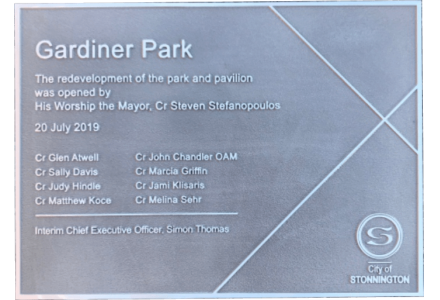 Gardiner Park
The redevelopment of the park and pavilion
was opened by
His Worship the Mayor, Cr Steven Stefanopoulos
20 July 2019
Cr Glen Atwell
Cr Sally Davis
Cr Judy Hindle
Cr Matthew Koce
Cr John Chandler OAM
Cr Marcia Griffin
Cr Jami Klisaris
Cr Melina Sehr
Interim Chief Executive Officer, Simon Thomas
S
City of
STONNINGTON